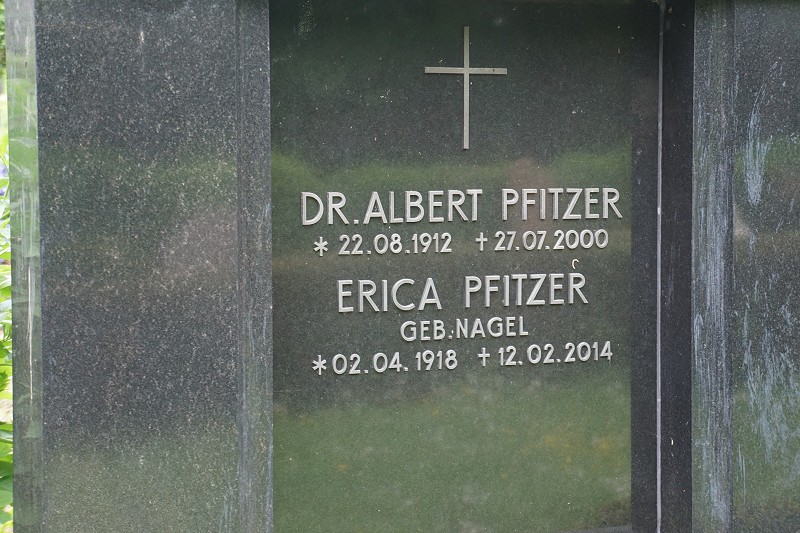 DR. ALBERT PFITZER
* 22.08.1912 † 27.07.2000
ERICA PFITZER
GEB. NAGEL
* 02.04.1918 † 12.02.2014